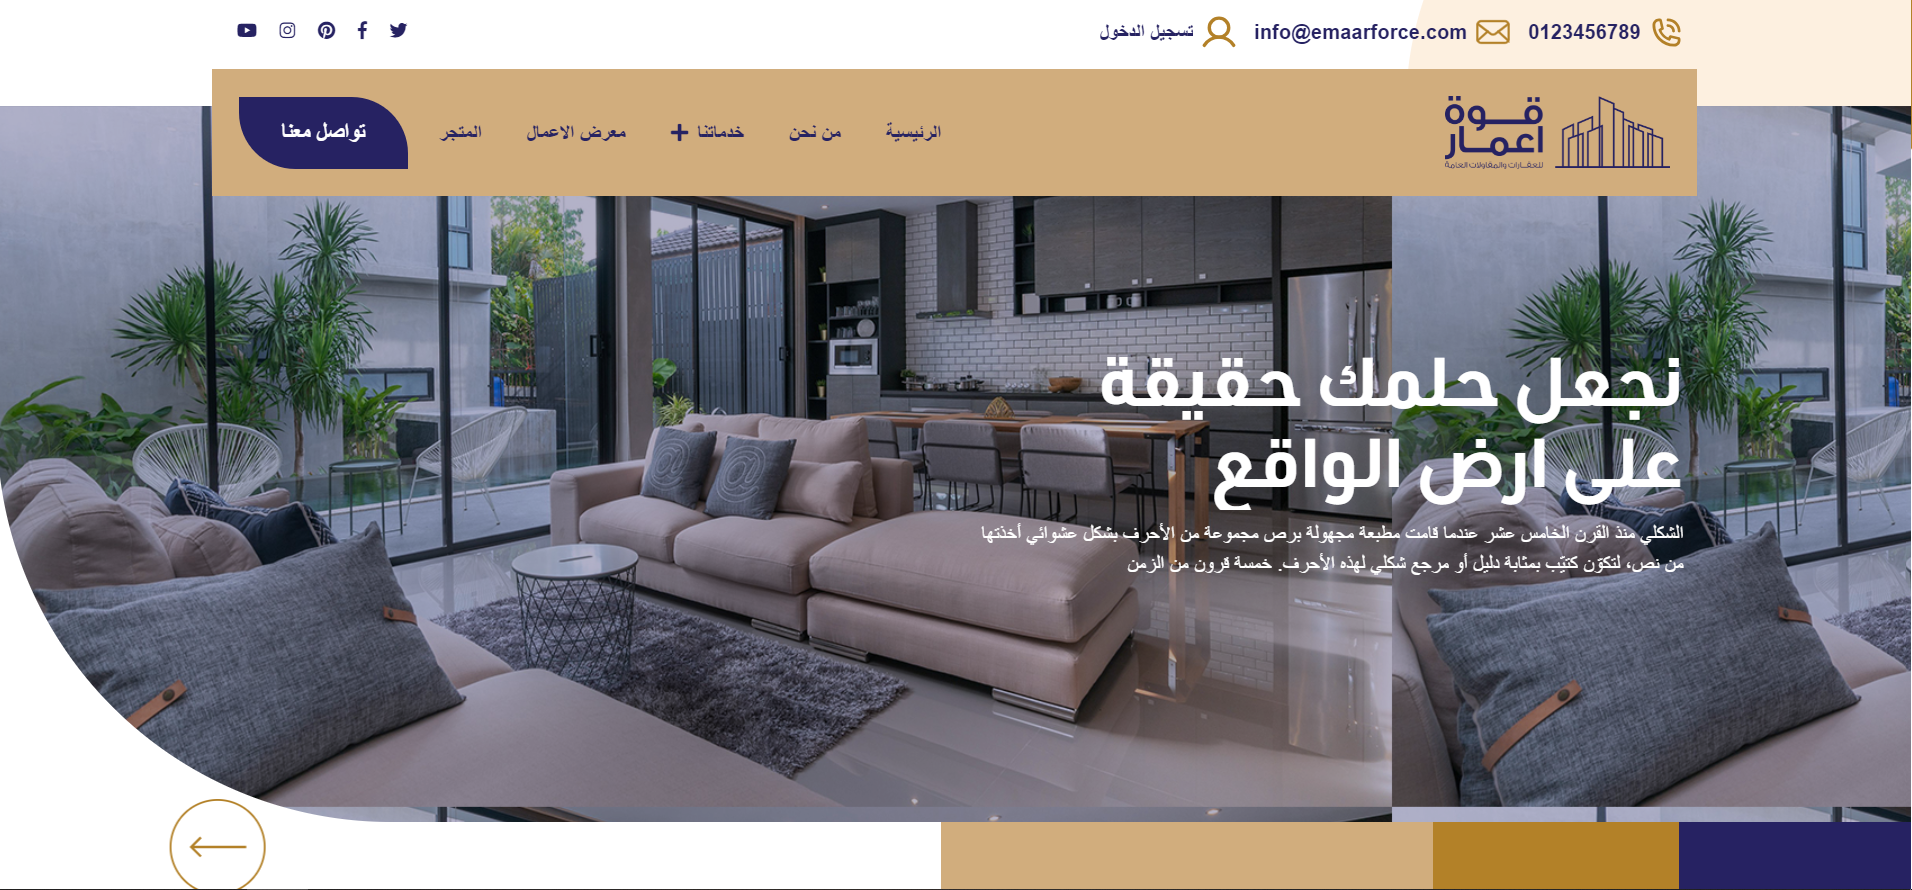 0123456789
info@emaarforce.com
تسجيل الدخول
قوة
اعمار
للعقارات والمقاولات العامة
الرئيسية
من نحن
خدماتنا +
معرض الاعمال
المتجر
تواصل معنا
نجعل حلمك حقيقة
على ارض الواقع
الشكلي منذ القرن الخامس عشر عندما قامت مطبعة مجهولة برص مجموعة من الأحرف بشكل عشوائي أخذتها
من نص، لتكوّن كتيّب بمثابة دليل أو مرجع شكلي لهذه الأحرف. خمسة قرون من الزمن